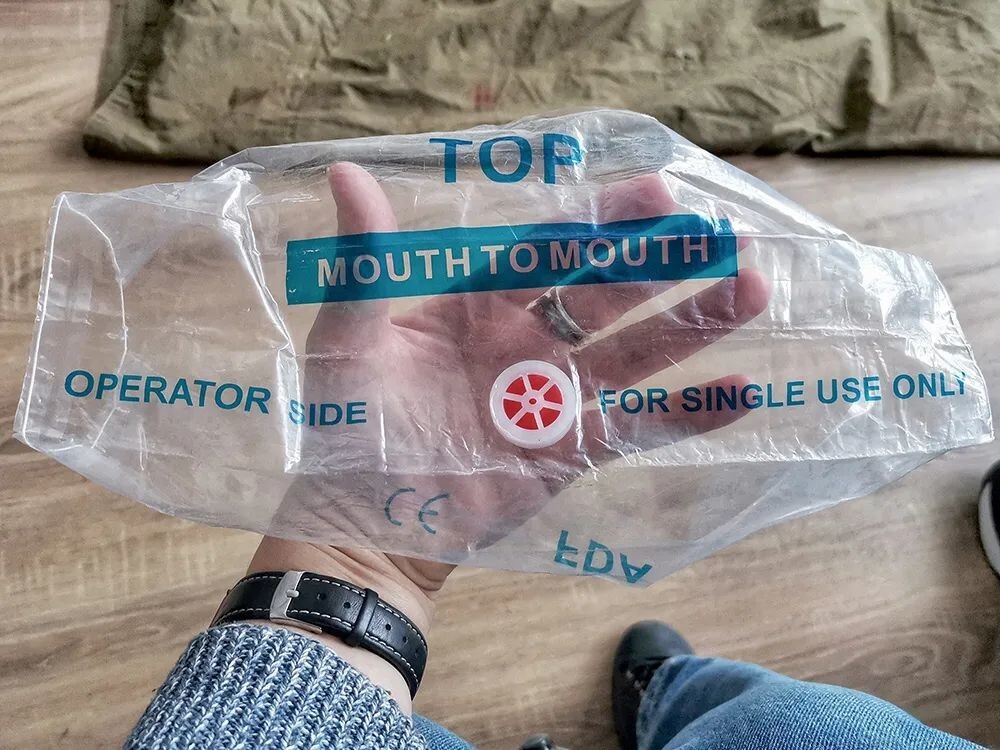 TOP
MOUTH TO MOUTH
OPERATOR SIDE
FOR SINGLE USE ONLY
CE
FDA